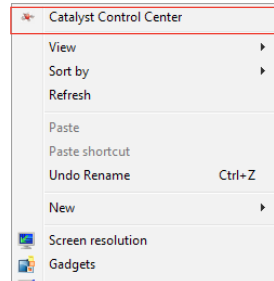 Catalyst Control Center
View
Sort by
Refresh
Paste
Paste shortcut
Undo Rename Ctrl+Z
New
Screen resolution
Gadgets